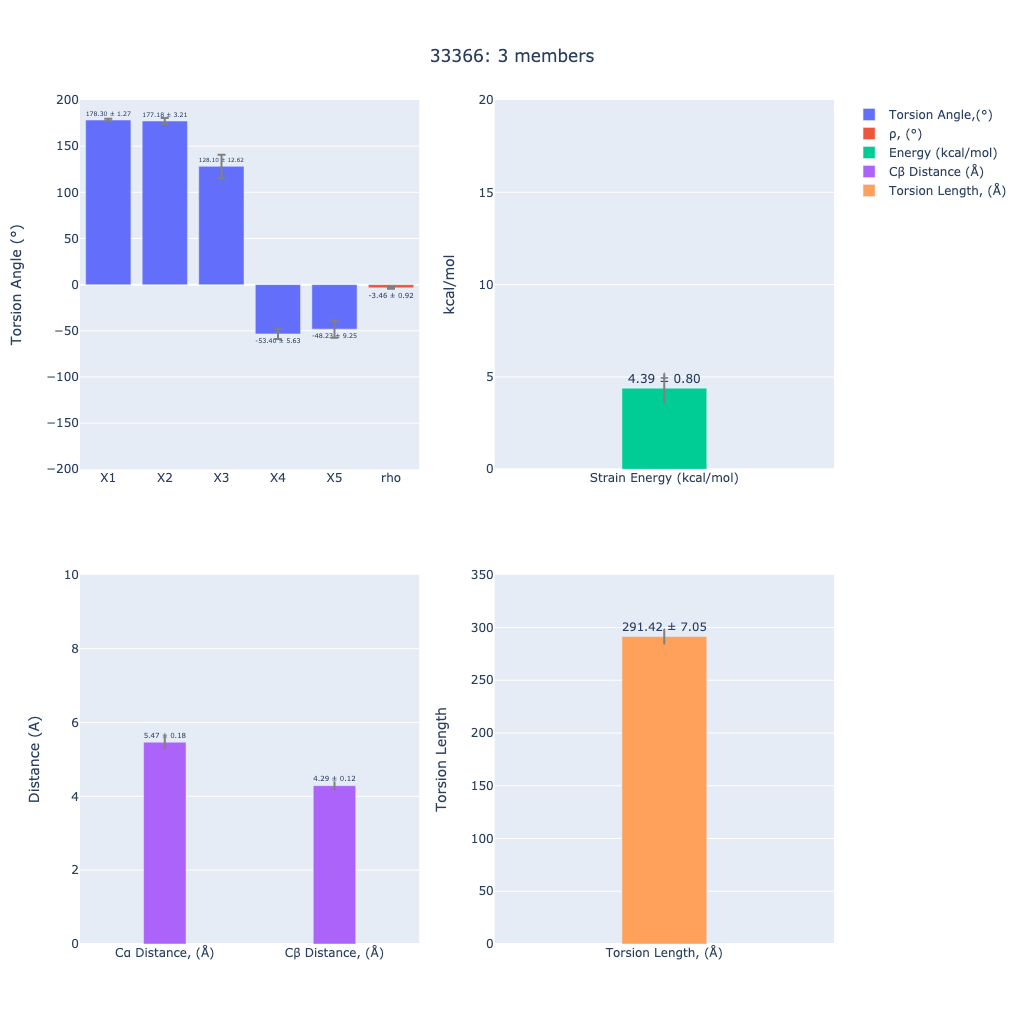 33366: 3 members
Torsion Angle (°)
200
150
100
50
0
−50
−100
−150
−200
178.30 ± 1.27
177.18 ± 3.21
128.10 ± 12.62
-53.40 ± 5.63
-48.23 ± 9.25
-3.46 ± 0.92
X1
X2
X3
X4
X5
rho
kcal/mol
20
15
10
5
0
4.39 ± 0.80
Strain Energy (kcal/mol)
Torsion Angle,(°)
ρ, (°)
Energy (kcal/mol)
Cβ Distance (Å)
Torsion Length, (Å)
Distance (A)
10
8
6
4
2
0
5.47 ± 0.18
4.29 ± 0.12
Cα Distance, (Å)
Cβ Distance, (Å)
Torsion Length
350
300
250
200
150
100
50
0
291.42 ± 7.05
Torsion Length, (Å)